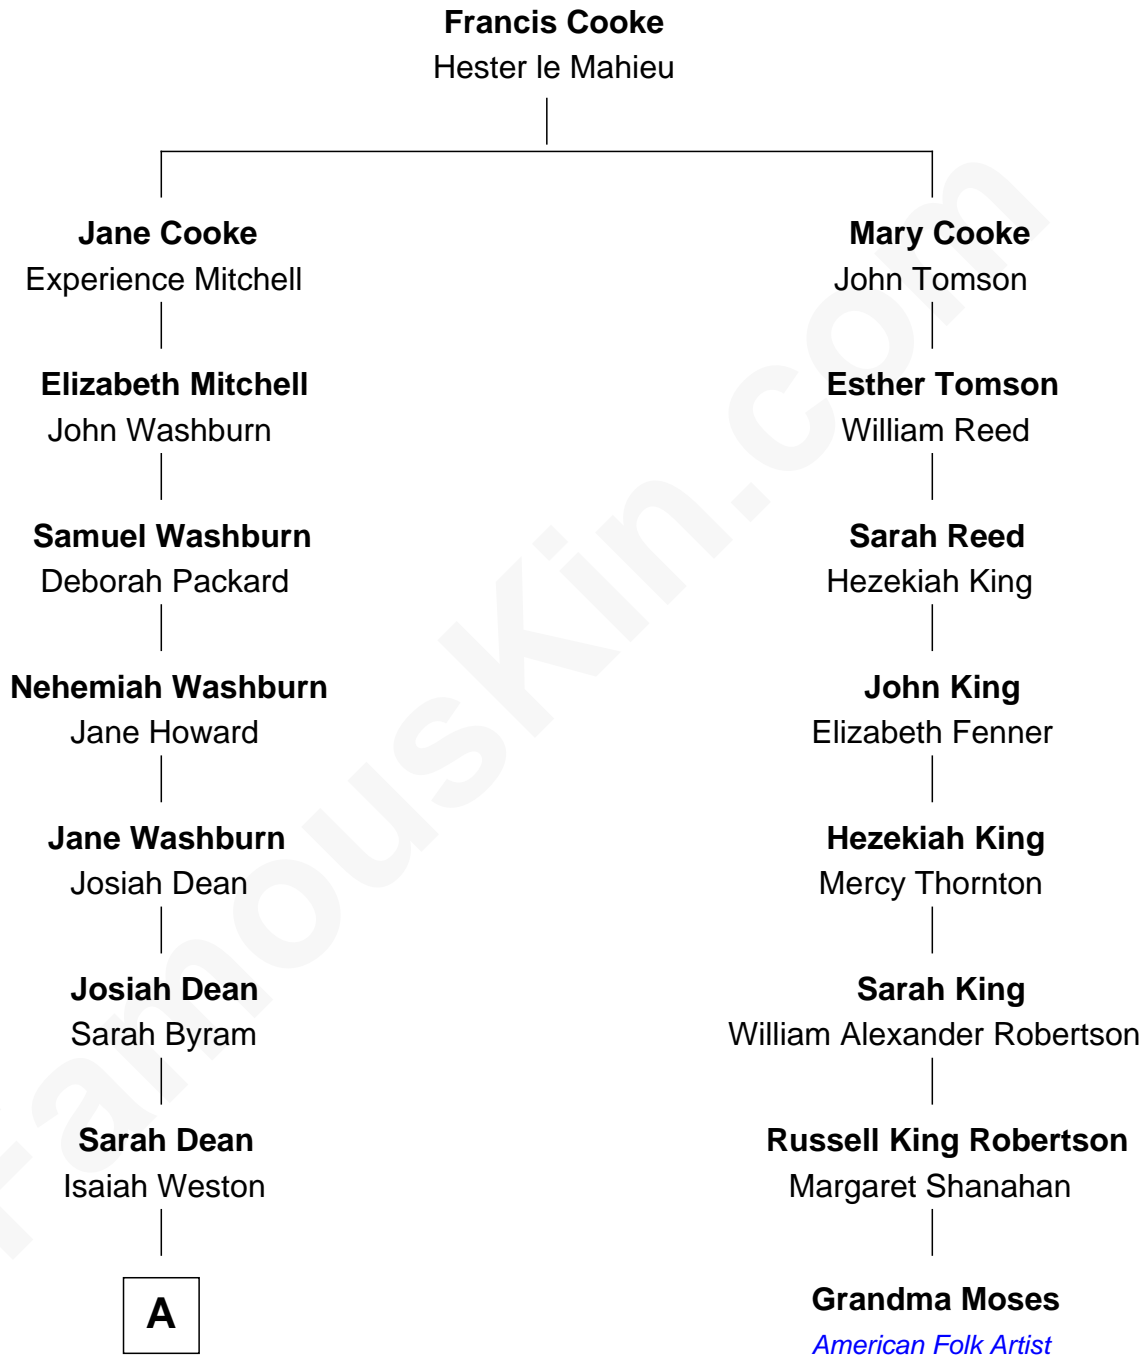 Francis Cooke
Hester le Mahieu
Jane Cooke
Experience Mitchell
Mary Cooke
John Tomson
Elizabeth Mitchell
John Washburn
Esther Tomson
William Reed
Samuel Washburn
Deborah Packard
Sarah Reed
Hezekiah King
Nehemiah Washburn
Jane Howard
John King
Elizabeth Fenner
Jane Washburn
Josiah Dean
Hezekiah King
Mercy Thornton
Josiah Dean
Sarah Byram
Sarah King
William Alexander Robertson
Sarah Dean
Isaiah Weston
Russell King Robertson
Margaret Shanahan
A
Grandma Moses
American Folk Artist
FamousKin.com